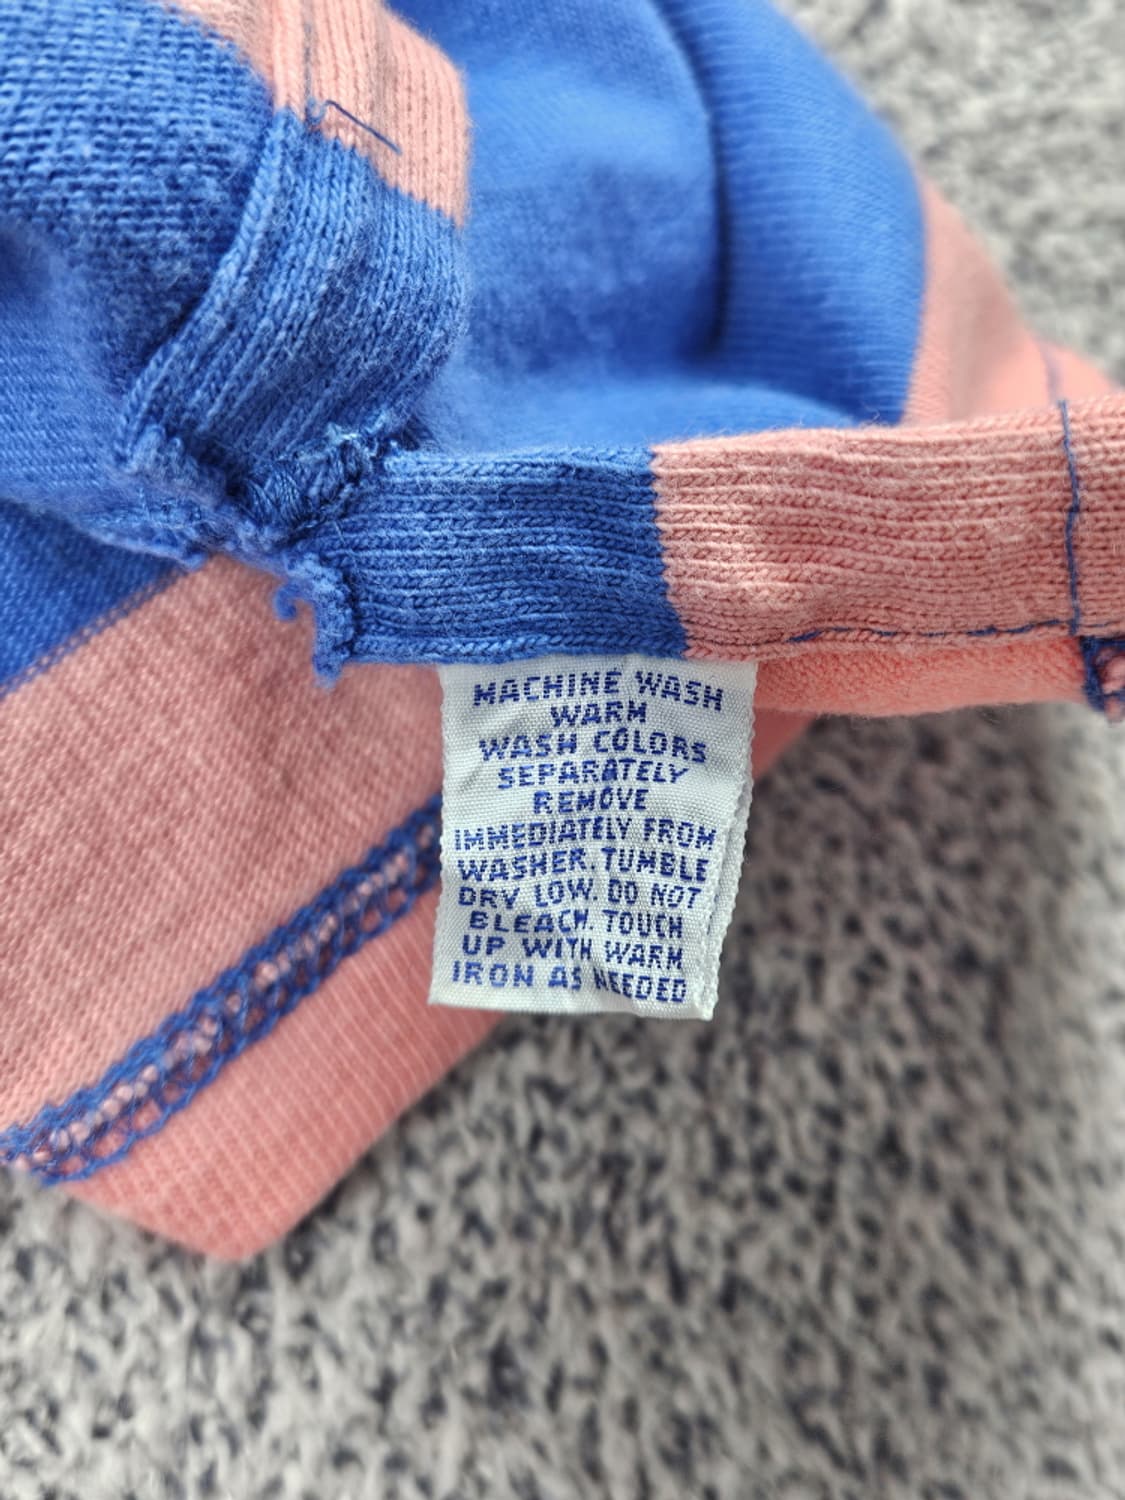 MACHINE WASH
WARM
WASH COLORS
SEPARATELY
REMOVE
IMMEDIATELY FROM
WASHER. TUMBLE
DRY LOW. DO NOT
BLEACH. TOUCH
UP WITH WARM
IRON AS NEEDED